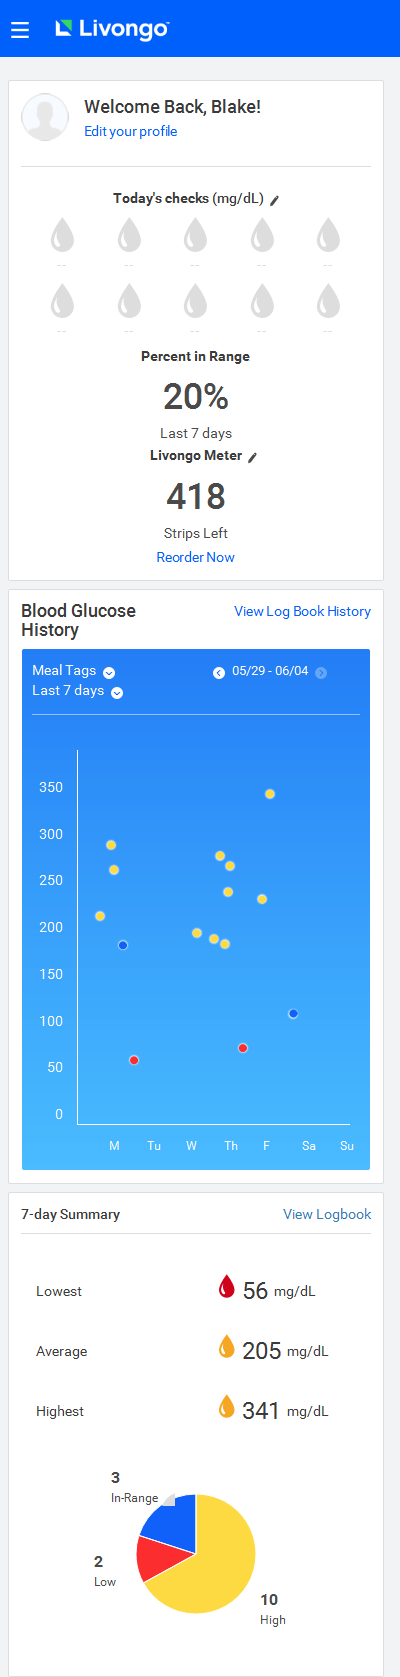 Livongo
Welcome Back, Blake!
Edit your profile
Today's checks (mg/dL)
-- -- -- -- --
-- -- -- -- --
Percent in Range
20%
Last 7 days
Livongo Meter
418
Strips Left
Reorder Now
Blood Glucose
History
View Log Book History
Meal Tags
05/29 - 06/04
Last 7 days
350
300
250
200
150
100
50
0
M Tu W Th F Sa Su
7-day Summary
View Logbook
Lowest 56 mg/dL
Average 205 mg/dL
Highest 341 mg/dL
3
In-Range
2
Low
10
High